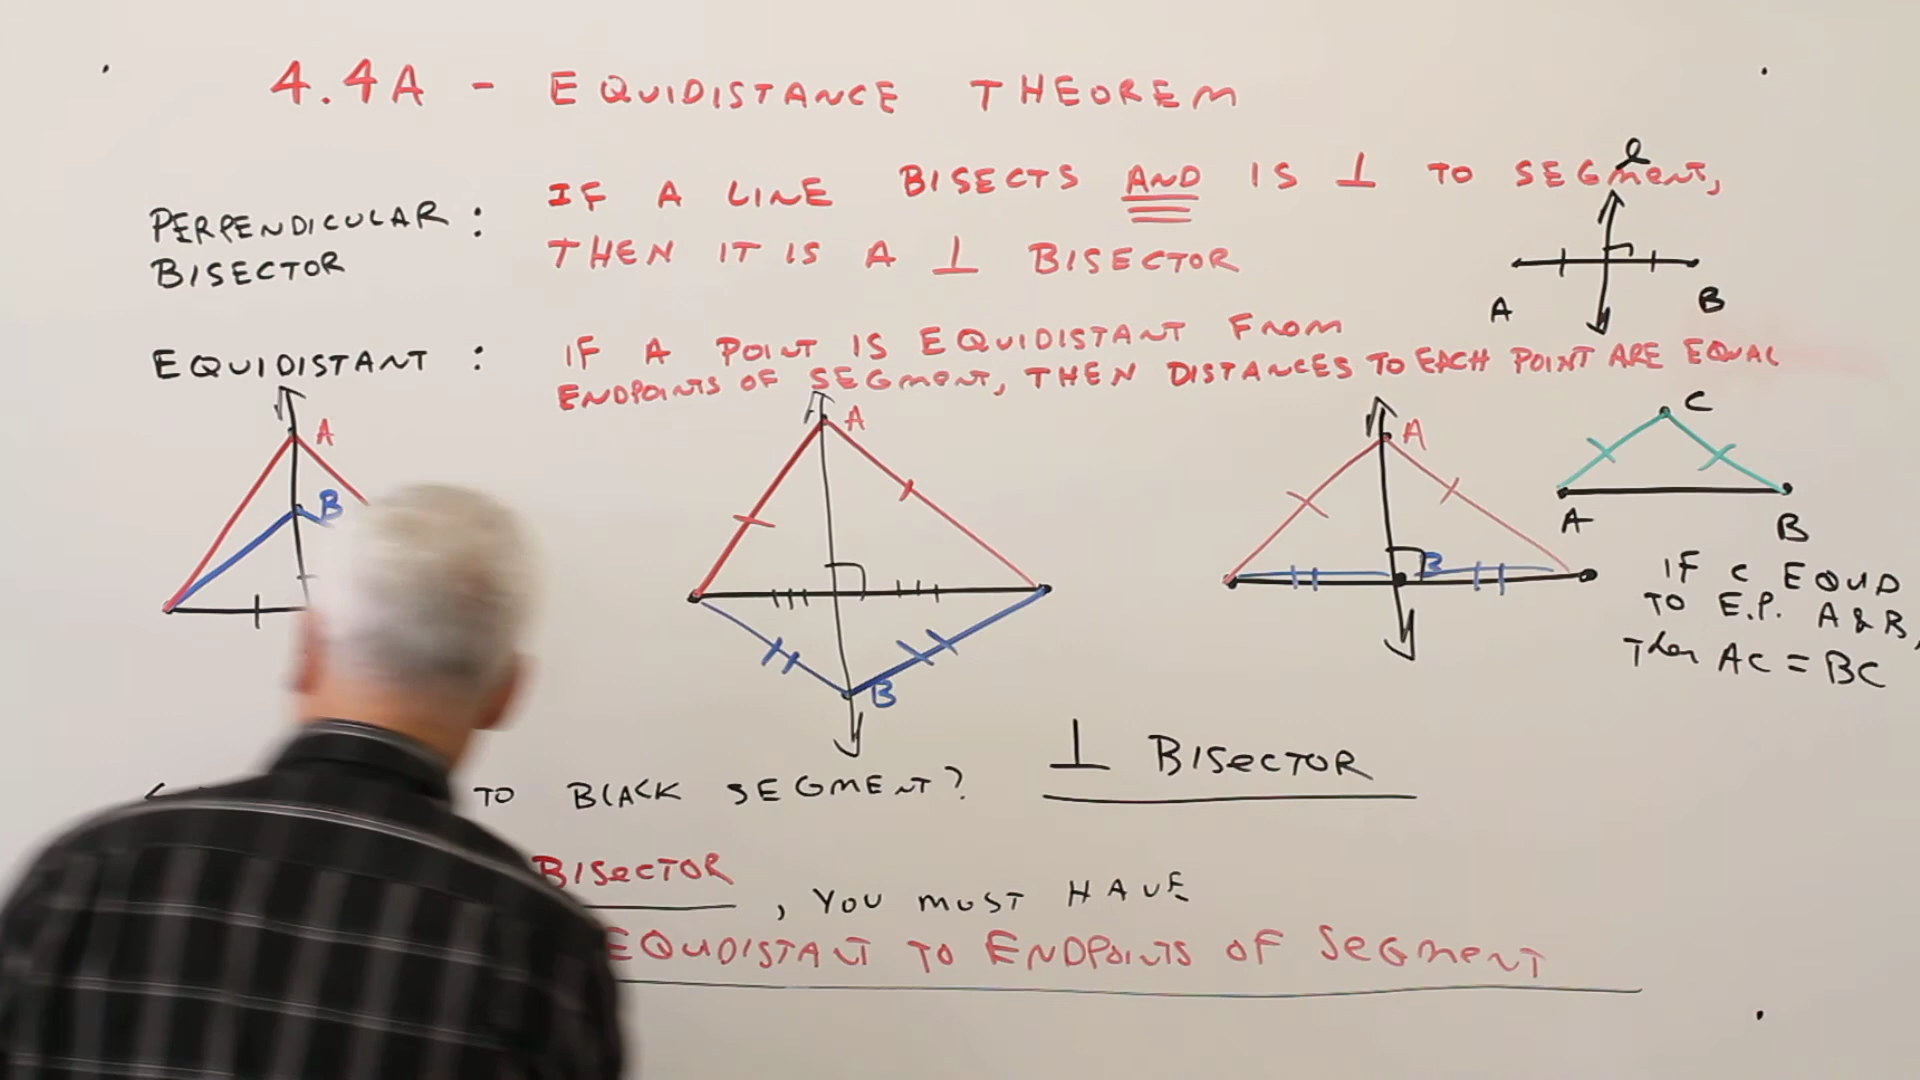 4.4A - EQUIDISTANCE THEOREM
PERPENDICULAR :
BISECTOR
IF A LINE BISECTS AND IS ⊥ TO SEGMENT,
THEN IT IS A ⊥ BISECTOR
ℓ
A B
EQUIDISTANT :
IF A POINT IS EQUIDISTANT FROM
ENDPOINTS OF SEGMENT, THEN DISTANCES TO EACH POINT ARE EQUAL
A
B
A
B
A
B
C
A B
IF C EQUID
TO E.P. A & B,
Then AC = BC
TO BLACK SEGMENT? ⊥ BISECTOR
BISECTOR , YOU MUST HAVE
EQUDISTANT TO ENDPOINTS OF SEGMENT